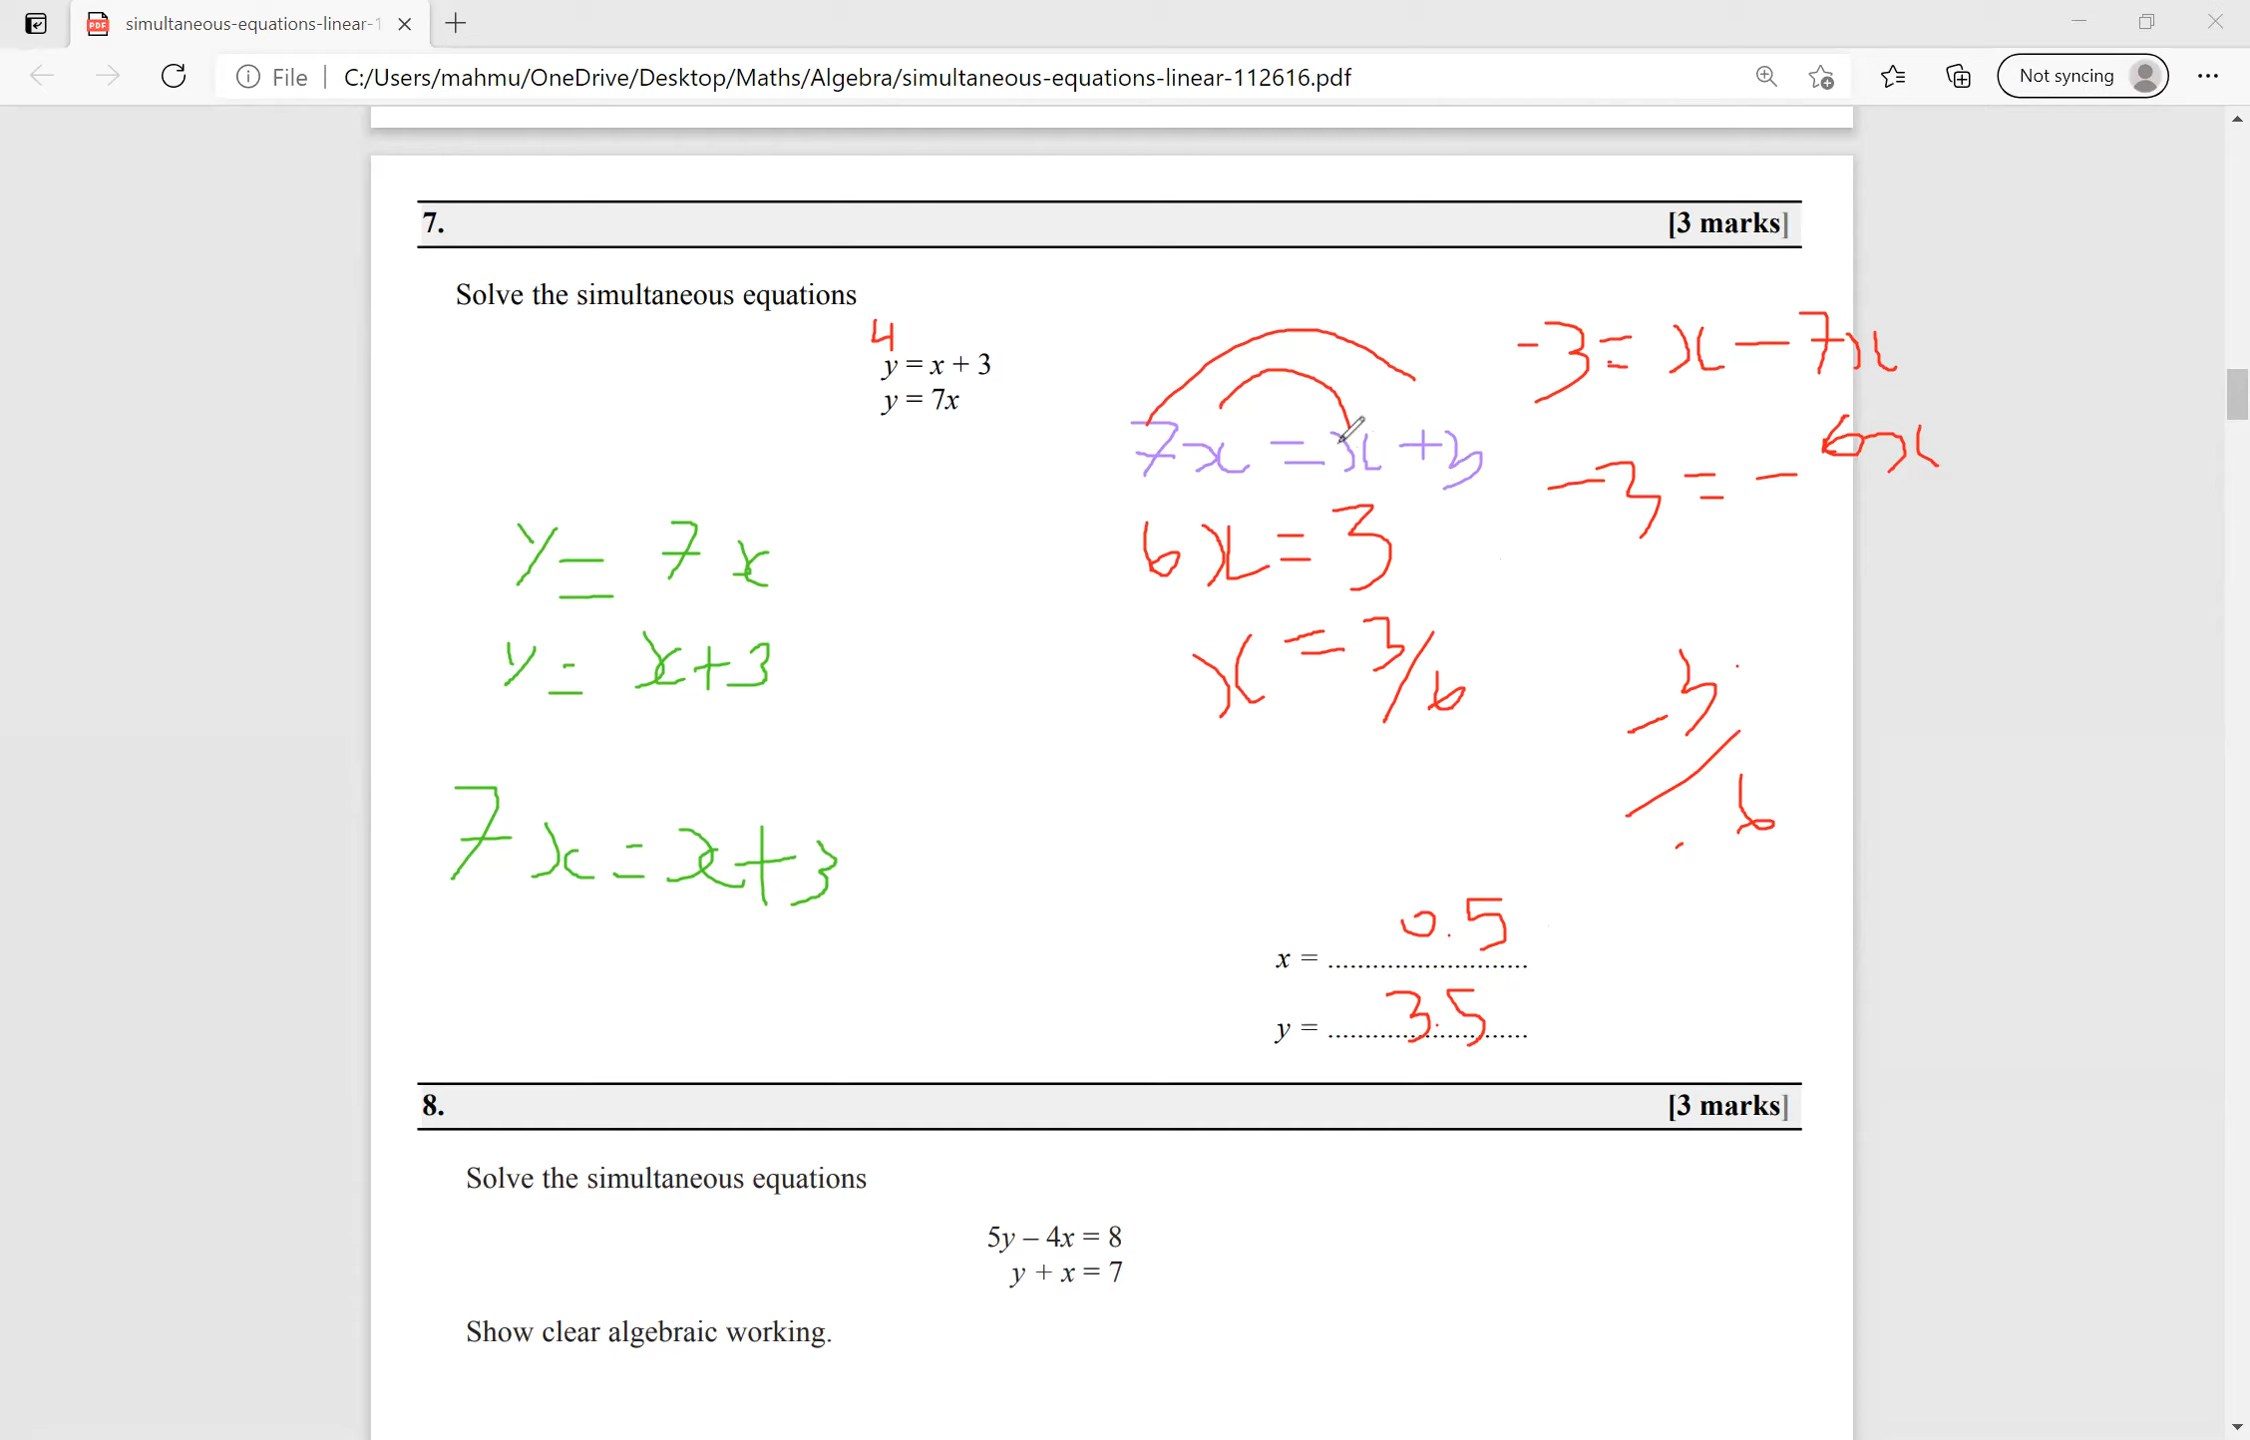 simultaneous-equations-linear-1
File | C:/Users/mahmu/OneDrive/Desktop/Maths/Algebra/simultaneous-equations-linear-112616.pdf
Not syncing
7. [3 marks]
Solve the simultaneous equations
4
y = x + 3
y = 7x
7x = x + 3
6x = 3
x = 3/6
-3 = x - 7x
-3 = - 6x
-3/6
y = 7x
y = x+3
7x = x+3
x = 0.5
y = 3.5
8. [3 marks]
Solve the simultaneous equations
5y – 4x = 8
y + x = 7
Show clear algebraic working.